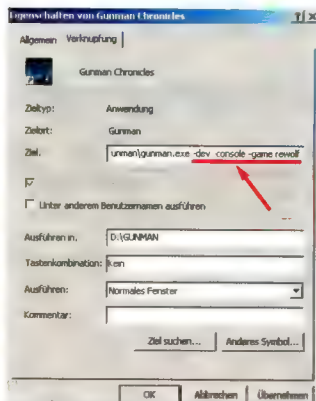 Eigenschaften von Gunman Chronicles
Allgemein Verknüpfung
Gunman Chronicles
Zieltyp: Anwendung
Zielort: Gunman
Ziel. unman\gunman.exe -dev -console -game rewolf
Unter anderem Benutzernamen ausführen
Ausführen in. D:\GUNMAN
Tastenkombination: Kein
Ausführen: Normales Fenster
Kommentar:
Ziel suchen... Anderes Symbol...
OK Abbrechen Übernehmen